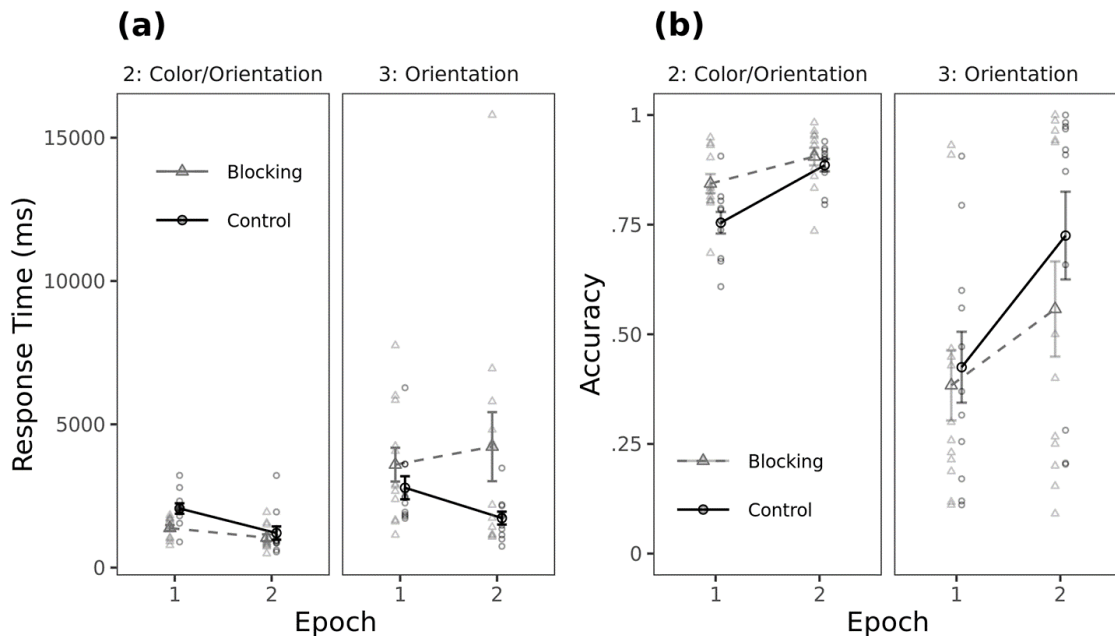 (a)
2: Color/Orientation
3: Orientation
Response Time (ms)
15000
10000
5000
0
Blocking
Control
1
2
1
2
Epoch
(b)
2: Color/Orientation
3: Orientation
Accuracy
1
.75
.50
.25
0
Blocking
Control
1
2
1
2
Epoch